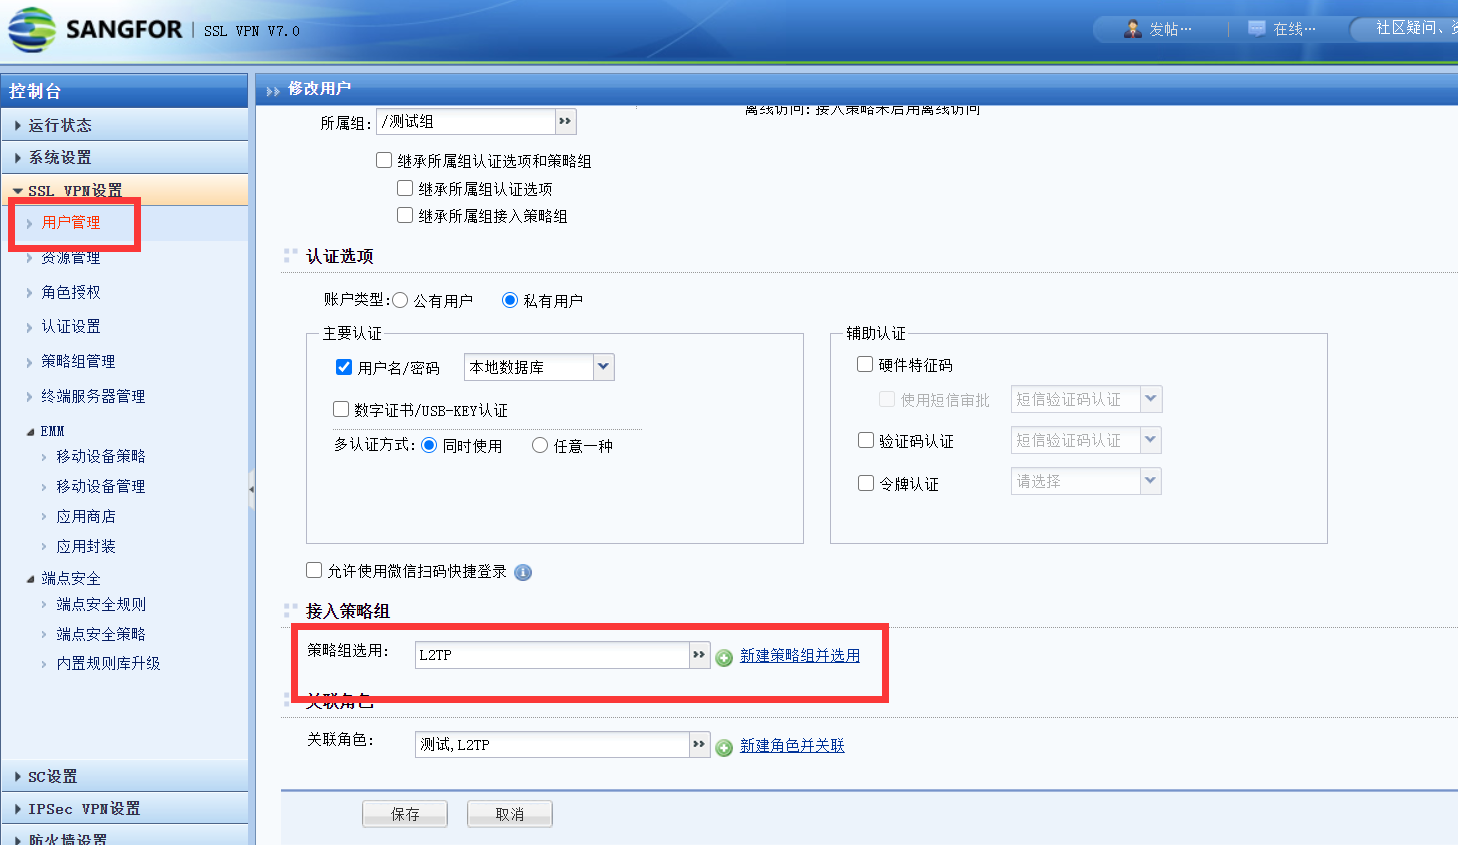 SANGFOR | SSL VPN V7.0
发帖···
在线···
社区疑问、
控制台
运行状态
系统设置
SSL VPN设置
用户管理
资源管理
角色授权
认证设置
策略组管理
终端服务器管理
EMM
移动设备策略
移动设备管理
应用商店
应用封装
端点安全
端点安全规则
端点安全策略
内置规则库升级
SC设置
IPSec VPN设置
防火墙设置
修改用户
离线访问: 接入策略未启用离线访问
所属组: /测试组
继承所属组认证选项和策略组
继承所属组认证选项
继承所属组接入策略组
认证选项
账户类型: 公有用户 私有用户
主要认证
用户名/密码 本地数据库
数字证书/USB-KEY认证
多认证方式: 同时使用 任意一种
辅助认证
硬件特征码
使用短信审批 短信验证码认证
验证码认证 短信验证码认证
令牌认证 请选择
允许使用微信扫码快捷登录
接入策略组
策略组选用: L2TP 新建策略组并选用
关联角色
关联角色: 测试,L2TP 新建角色并关联
保存 取消